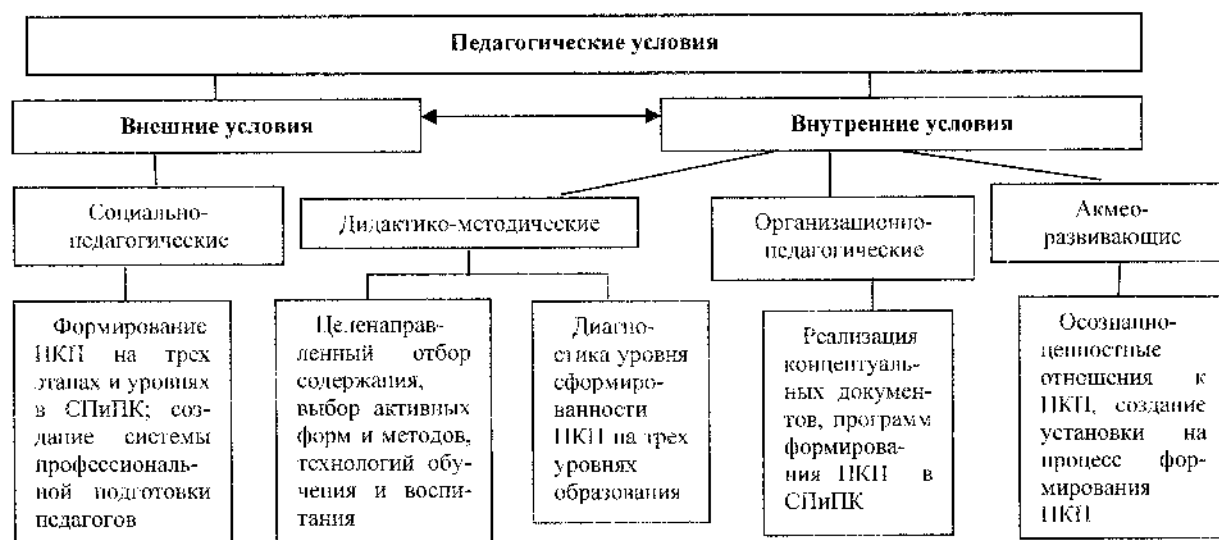 Педагогические условия
Внешние условия
Внутренние условия
Социально-
педагогические
Дидактико-методические
Организационно-
педагогические
Акмео-
развивающие
Формирование
ПКП на трех
этапах и уровнях
в СПиПК; соз-
дание системы
профессиональ-
ной подготовки
педагогов
Целенаправ-
ленный отбор
содержания,
выбор активных
форм и методов,
технологий обу-
чения и воспи-
тания
Диагно-
стика уровня
сформиро-
ванности
ПКП на трех
уровнях
образования
Реализация
концептуаль-
ных докумен-
тов, программ
формирова-
ния ПКП в
СПиПК
Осознанно-
ценностные
отношения к
ПКП, создание
установки на
процесс фор-
мирования
ПКП